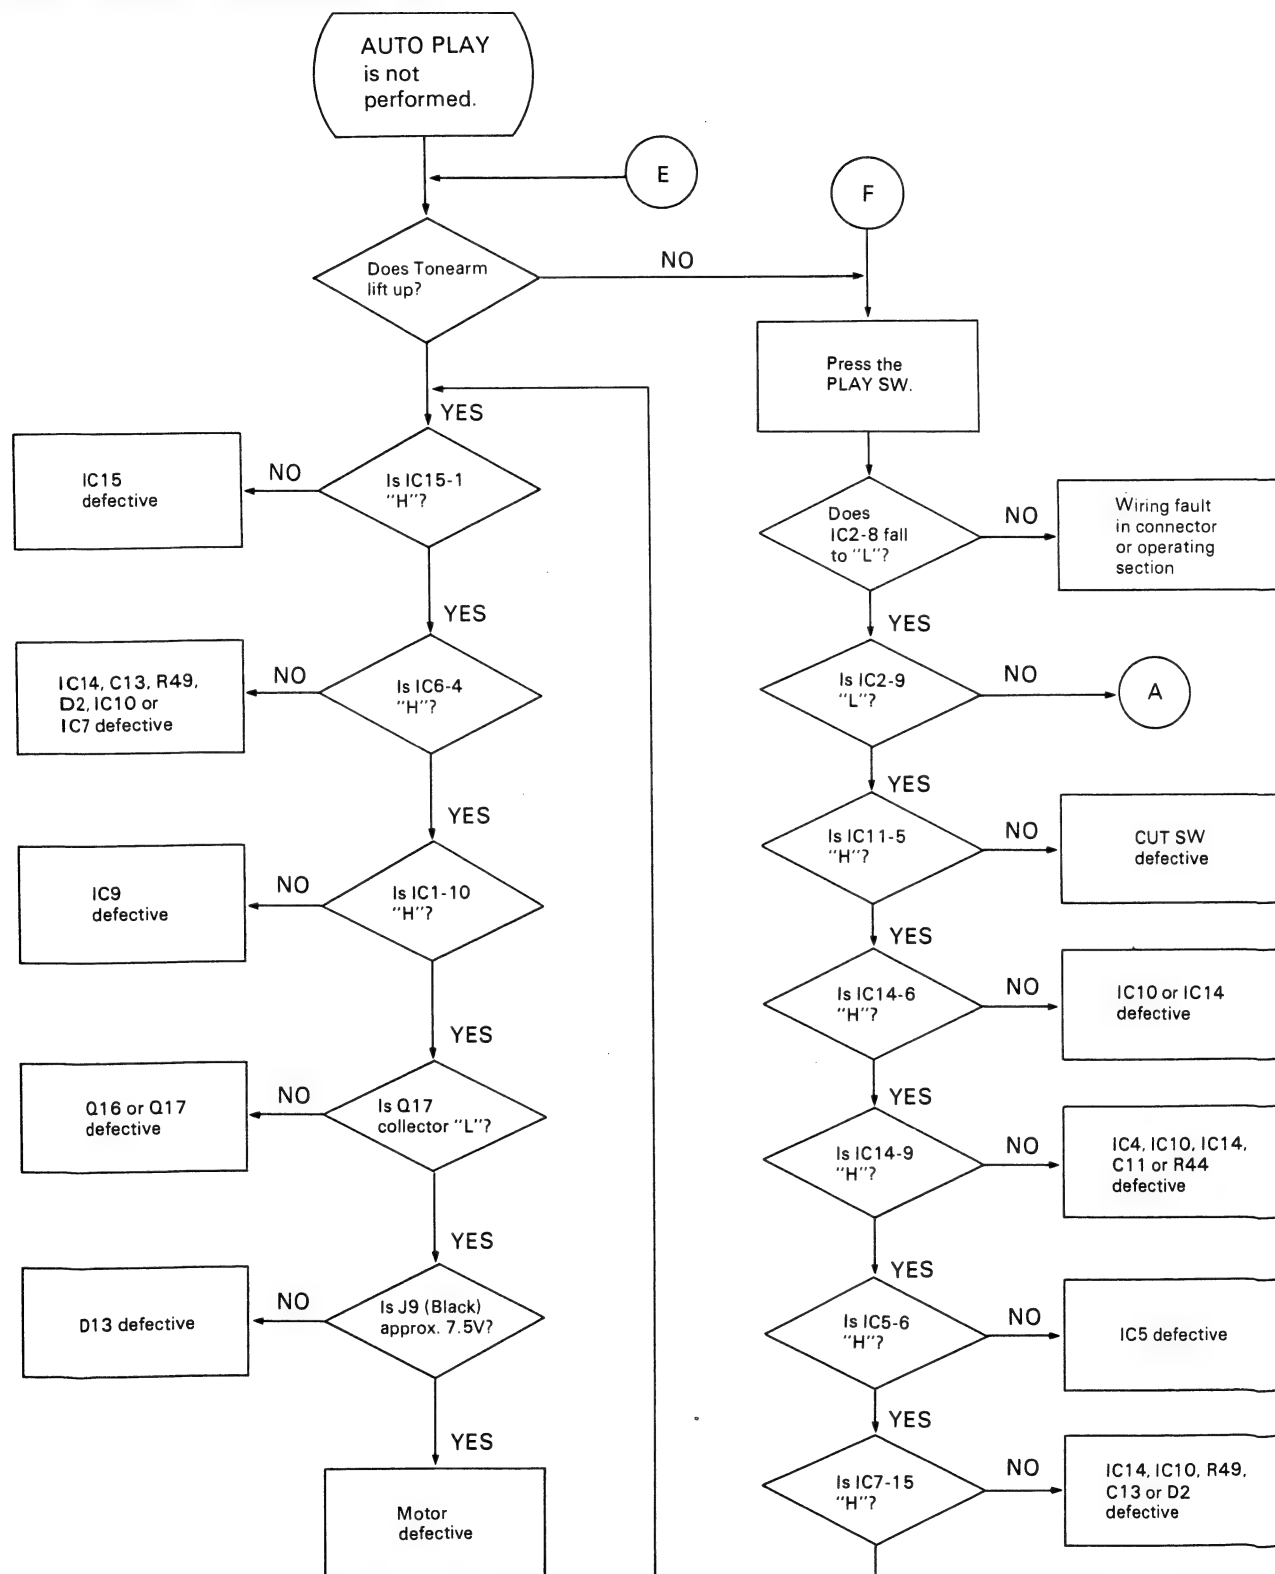 AUTO PLAY
is not
performed.
E
F
Does Tonearm
lift up?
NO
YES
Press the
PLAY SW.
Is IC15-1
"H"?
NO
IC15
defective
YES
Does
IC2-8 fall
to "L"?
NO
Wiring fault
in connector
or operating
section
YES
Is IC6-4
"H"?
NO
IC14, C13, R49,
D2, IC10 or
IC7 defective
YES
Is IC2-9
"L"?
NO
A
YES
Is IC1-10
"H"?
NO
IC9
defective
YES
Is IC11-5
"H"?
NO
CUT SW
defective
YES
Is IC14-6
"H"?
NO
IC10 or IC14
defective
YES
Is Q17
collector "L"?
NO
Q16 or Q17
defective
YES
Is IC14-9
"H"?
NO
IC4, IC10, IC14,
C11 or R44
defective
YES
Is J9 (Black)
approx. 7.5V?
NO
D13 defective
YES
Is IC5-6
"H"?
NO
IC5 defective
YES
Motor
defective
Is IC7-15
"H"?
NO
IC14, IC10, R49,
C13 or D2
defective